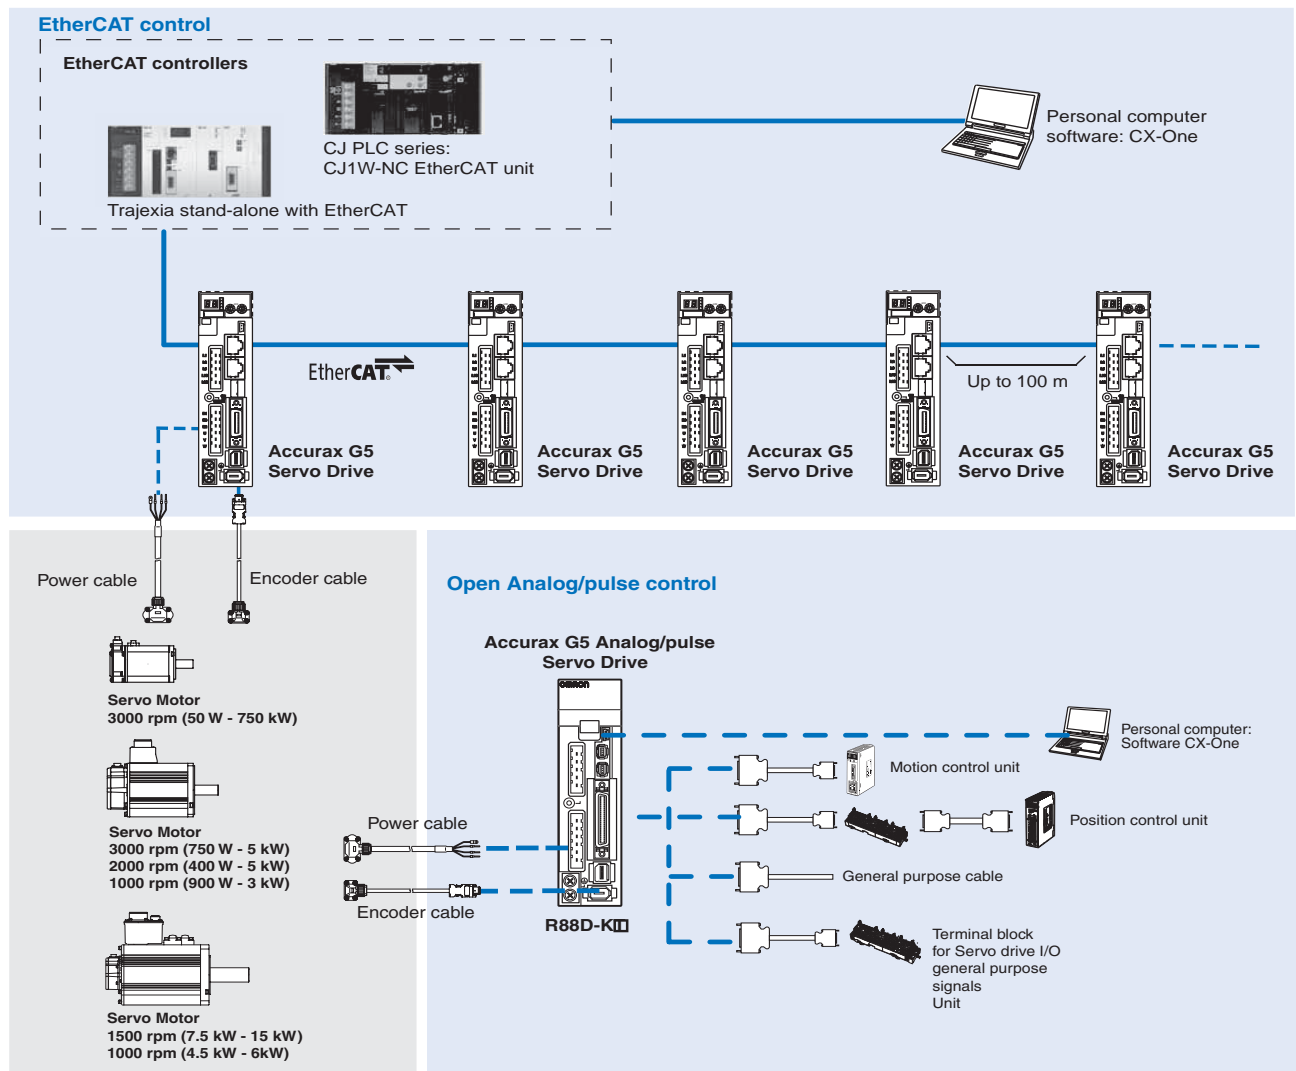 EtherCAT control
EtherCAT controllers
CJ PLC series:
CJ1W-NC EtherCAT unit
Trajexia stand-alone with EtherCAT
Personal computer
software: CX-One
EtherCAT®
Up to 100 m
Accurax G5
Servo Drive
Accurax G5
Servo Drive
Accurax G5
Servo Drive
Accurax G5
Servo Drive
Accurax G5
Servo Drive
Power cable
Encoder cable
Servo Motor
3000 rpm (50 W - 750 kW)
Servo Motor
3000 rpm (750 W - 5 kW)
2000 rpm (400 W - 5 kW)
1000 rpm (900 W - 3 kW)
Servo Motor
1500 rpm (7.5 kW - 15 kW)
1000 rpm (4.5 kW - 6kW)
Open Analog/pulse control
Accurax G5 Analog/pulse
Servo Drive
OMRON
Power cable
Encoder cable
R88D-K
Personal computer:
Software CX-One
Motion control unit
Position control unit
General purpose cable
Terminal block
for Servo drive I/O
general purpose
signals
Unit